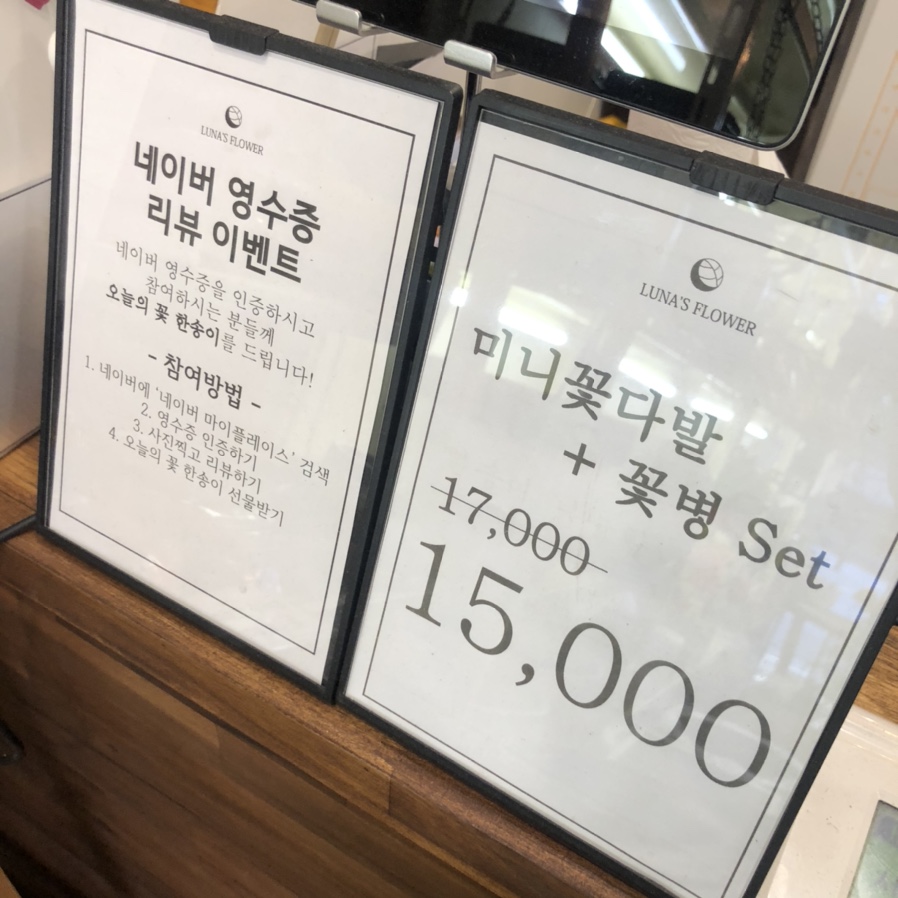 LUNA'S FLOWER
네이버 영수증
리뷰 이벤트
네이버 영수증을 인증하시고
참여하시는 분들께
오늘의 꽃 한송이를 드립니다!
- 참여방법 -
1. 네이버에 '네이버 마이플레이스' 검색
2. 영수증 인증하기
3. 사진찍고 리뷰하기
4. 오늘의 꽃 한송이 선물받기
LUNA'S FLOWER
미니꽃다발
+ 꽃병 Set
17,000
15,000